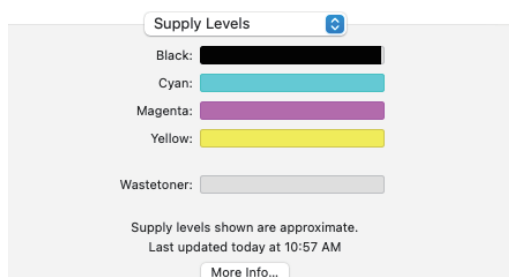 Supply Levels
Black:
Cyan:
Magenta:
Yellow:
Wastetoner:
Supply levels shown are approximate.
Last updated today at 10:57 AM
More Info...